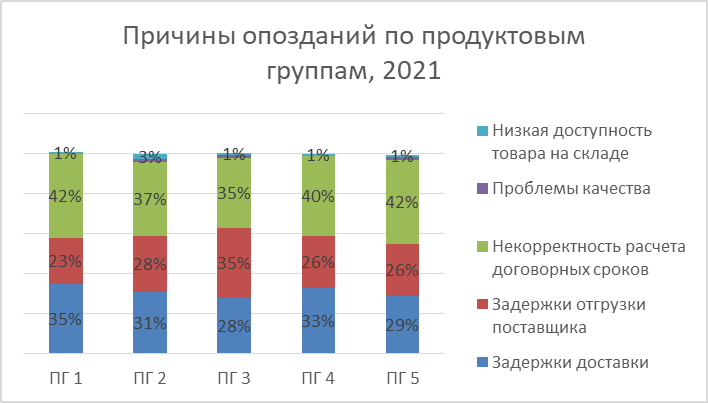 Причины опозданий по продуктовым
группам, 2021
1%
3%
1%
1%
1%
42%
37%
35%
40%
42%
23%
28%
35%
26%
26%
35%
31%
28%
33%
29%
ПГ 1
ПГ 2
ПГ 3
ПГ 4
ПГ 5
Низкая доступность
товара на складе
Проблемы качества
Некорректность расчета
договорных сроков
Задержки отгрузки
поставщика
Задержки доставки